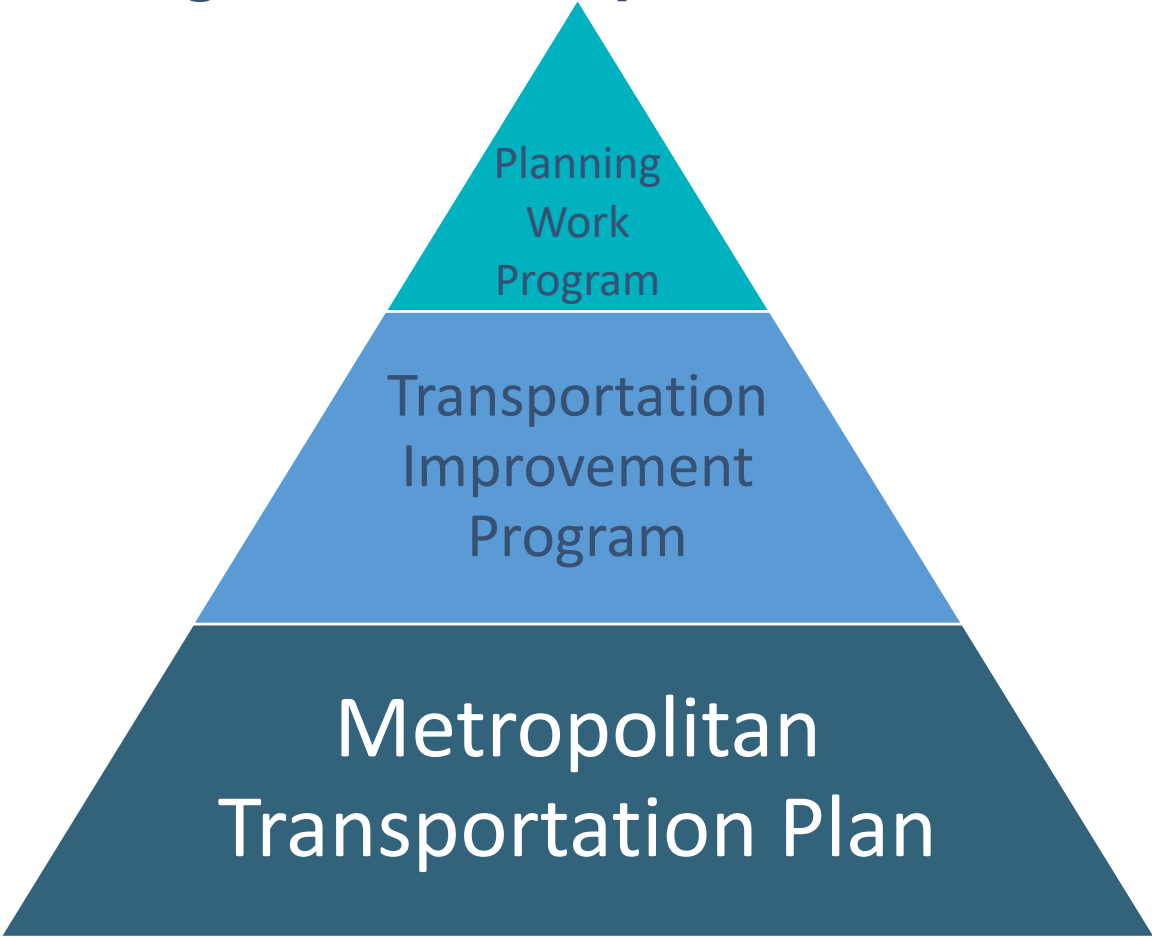 Planning
Work
Program
Transportation
Improvement
Program
Metropolitan
Transportation Plan